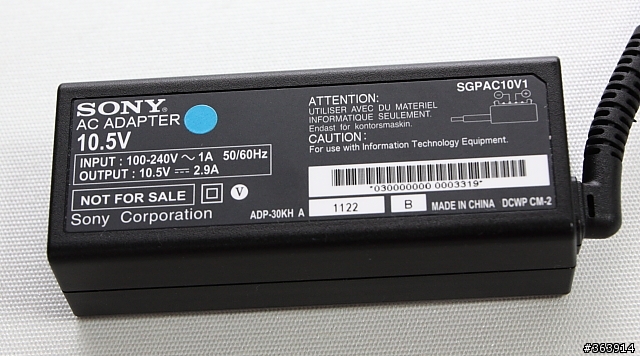 SONY®
AC ADAPTER
10.5V
INPUT : 100-240V ~ 1A 50/60Hz
OUTPUT : 10.5V ⎓ 2.9A
NOT FOR SALE
V
Sony Corporation
ATTENTION:
UTILISER AVEC DU MATERIEL
INFORMATIQUE SEULEMENT.
Endast för kontorsmaskin.
CAUTION:
For use with Information Technology Equipment.
SGPAC10V1
*030000000 0003319*
ADP-30KH A 1122 B MADE IN CHINA DCWP CM-2
#363914